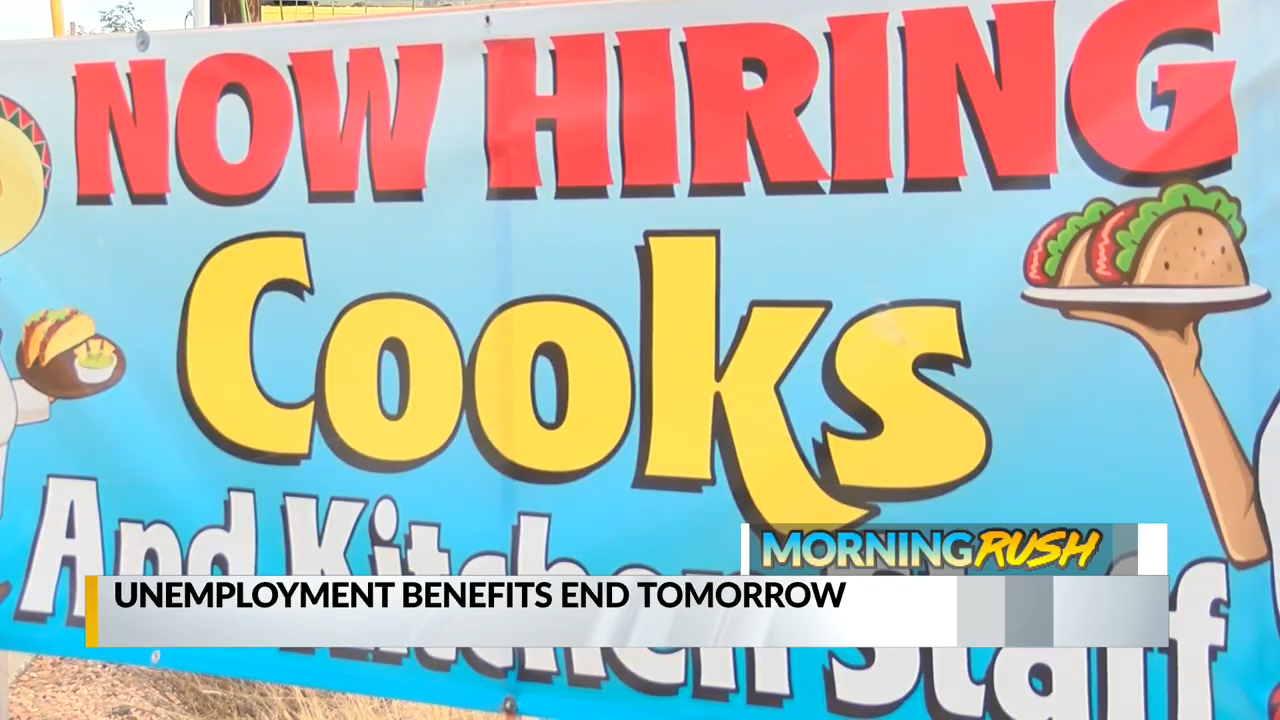 NOW HIRING
Cooks
And Kitchen Staff
MORNING RUSH
UNEMPLOYMENT BENEFITS END TOMORROW